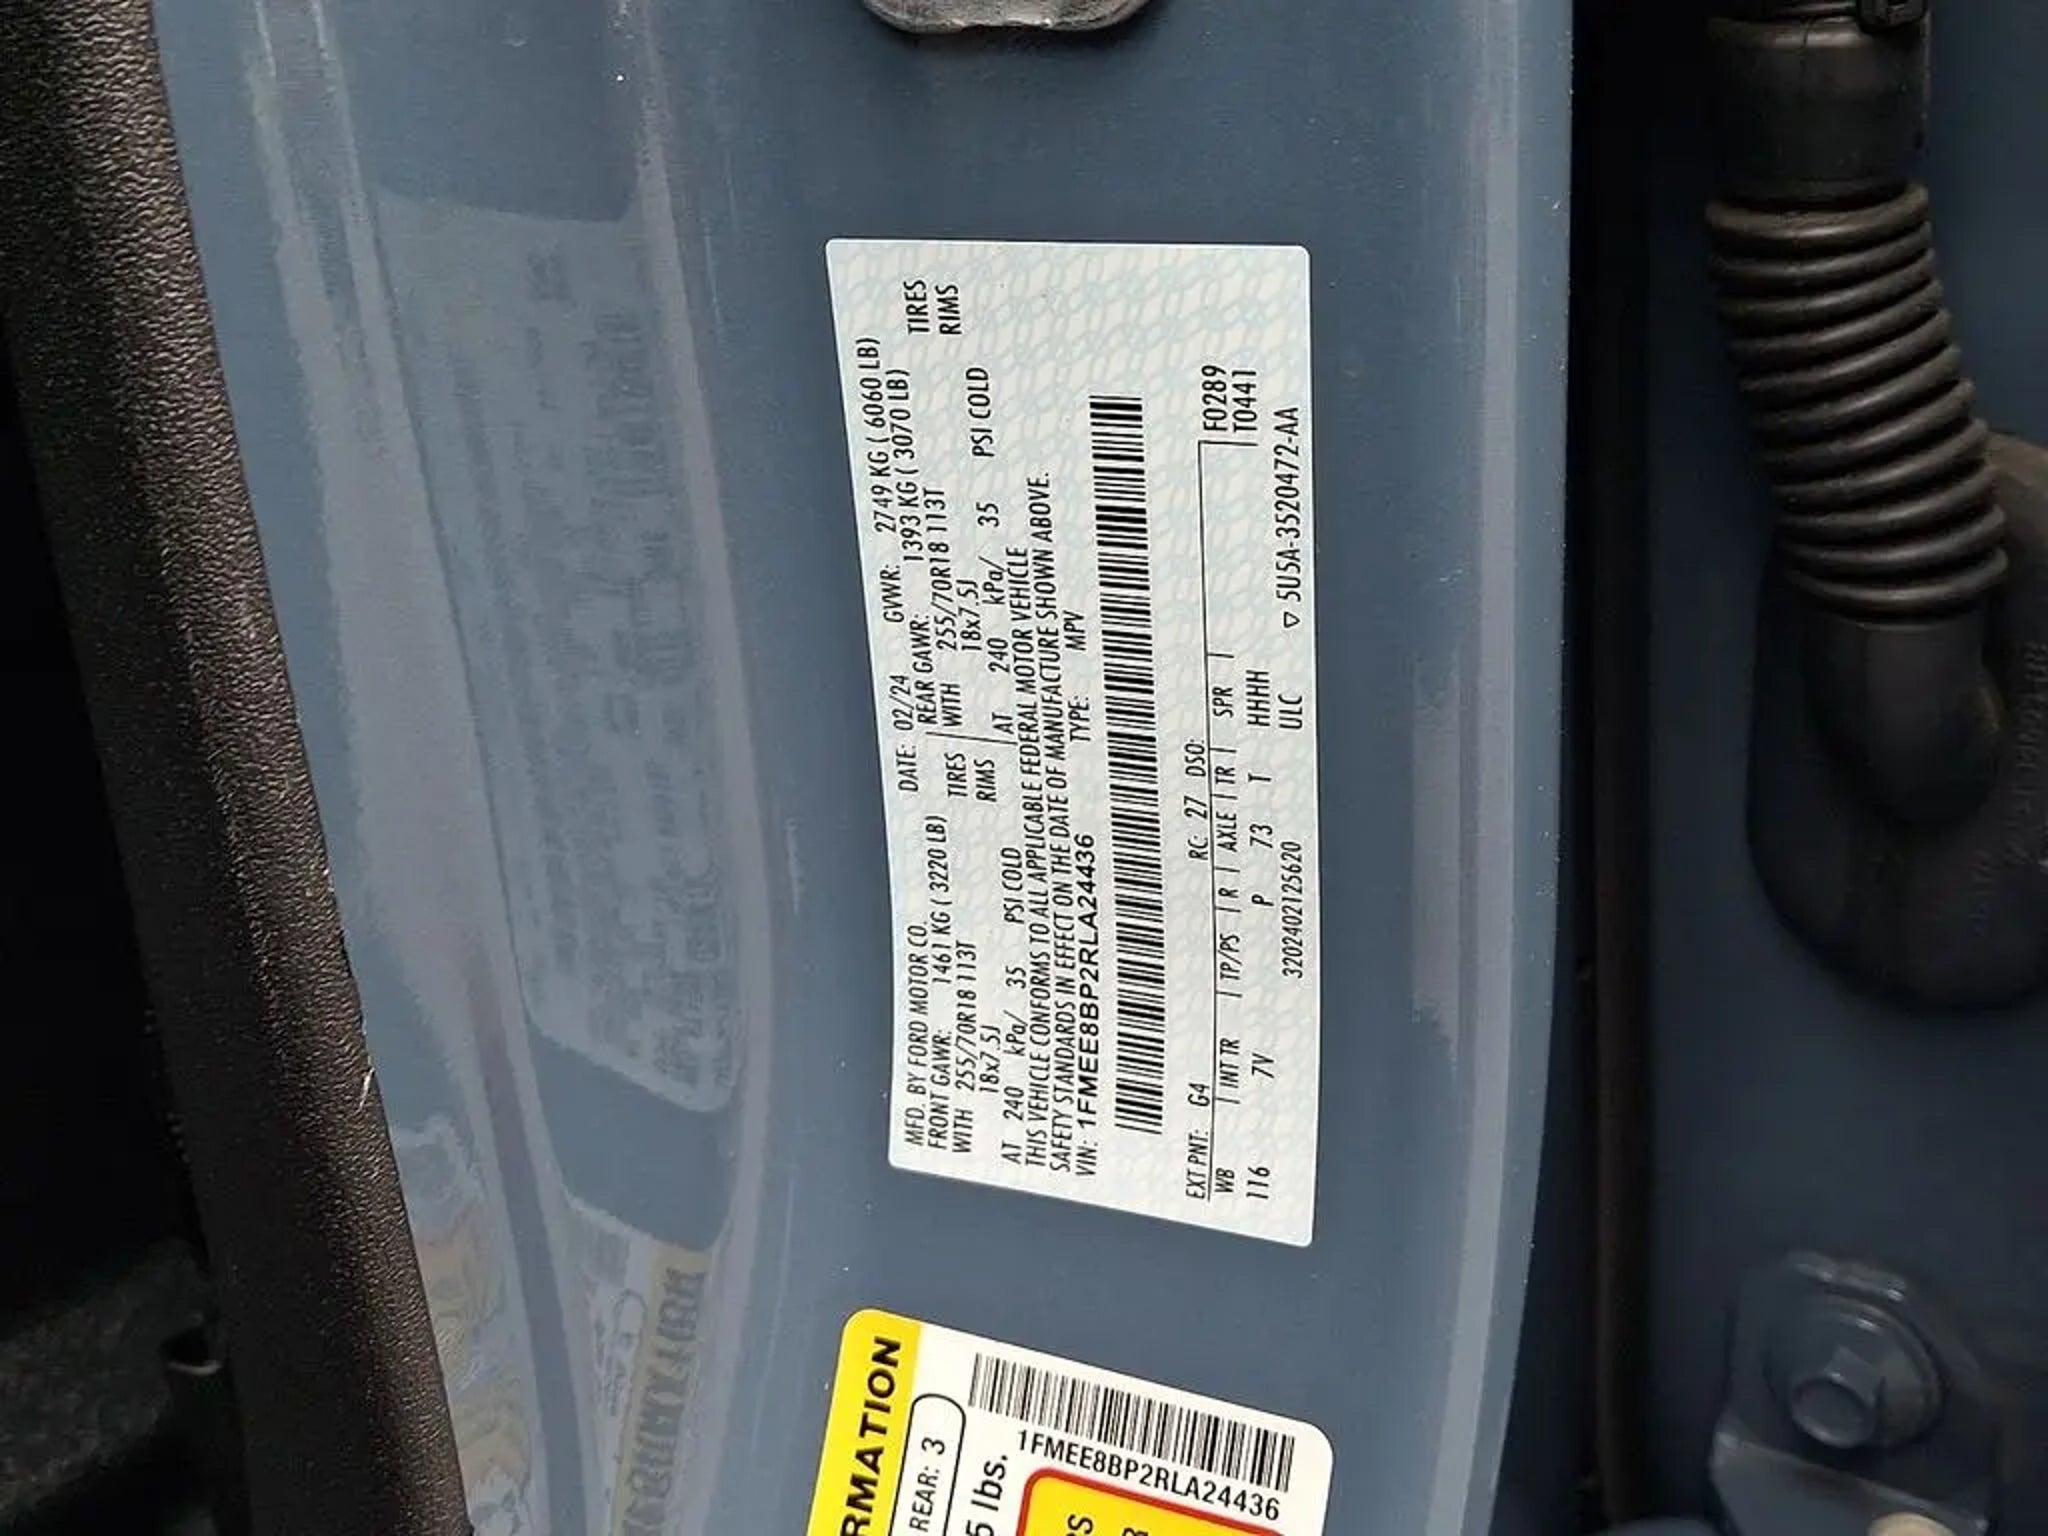 MFD. BY FORD MOTOR CO. DATE: 02/24 GVWR: 2749 KG ( 6060 LB)
FRONT GAWR: 1461 KG ( 3220 LB) REAR GAWR: 1393 KG ( 3070 LB)
WITH 255/70R18 113T TIRES WITH 255/70R18 113T TIRES
18x7.5J RIMS 18x7.5J RIMS
AT 240 kPa/ 35 PSI COLD AT 240 kPa/ 35 PSI COLD
THIS VEHICLE CONFORMS TO ALL APPLICABLE FEDERAL MOTOR VEHICLE
SAFETY STANDARDS IN EFFECT ON THE DATE OF MANUFACTURE SHOWN ABOVE.
VIN: 1FMEE8BP2RLA24436 TYPE: MPV
EXT PNT: G4 RC: 27 DSO: F0289
WB INT TR TP/PS R AXLE TR SPR T0441
116 7V P 73 T HHHH
3202402125620 ULC ▽ 5U5A-3520472-AA
RMATION
REAR: 3
5 lbs.
1FMEE8BP2RLA24436